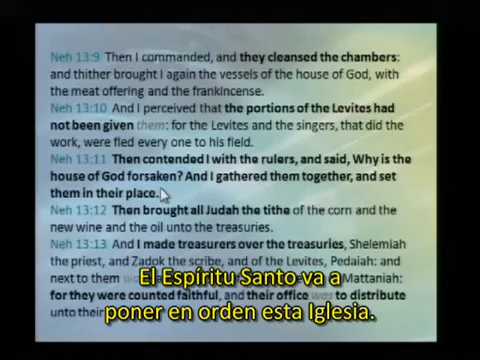 Neh 13:9 Then I commanded, and they cleansed the chambers:
and thither brought I again the vessels of the house of God, with
the meat offering and the frankincense.
Neh 13:10 And I perceived that the portions of the Levites had
not been given them: for the Levites and the singers, that did the
work, were fled every one to his field.
Neh 13:11 Then contended I with the rulers, and said, Why is the
house of God forsaken? And I gathered them together, and set
them in their place.
Neh 13:12 Then brought all Judah the tithe of the corn and the
new wine and the oil unto the treasuries.
Neh 13:13 And I made treasurers over the treasuries, Shelemiah
the priest, and Zadok the scribe, and of the Levites, Pedaiah: and
next to them Mattaniah:
for they were counted faithful, and their office was to distribute
unto their
El Espíritu Santo va a
poner en orden esta Iglesia.